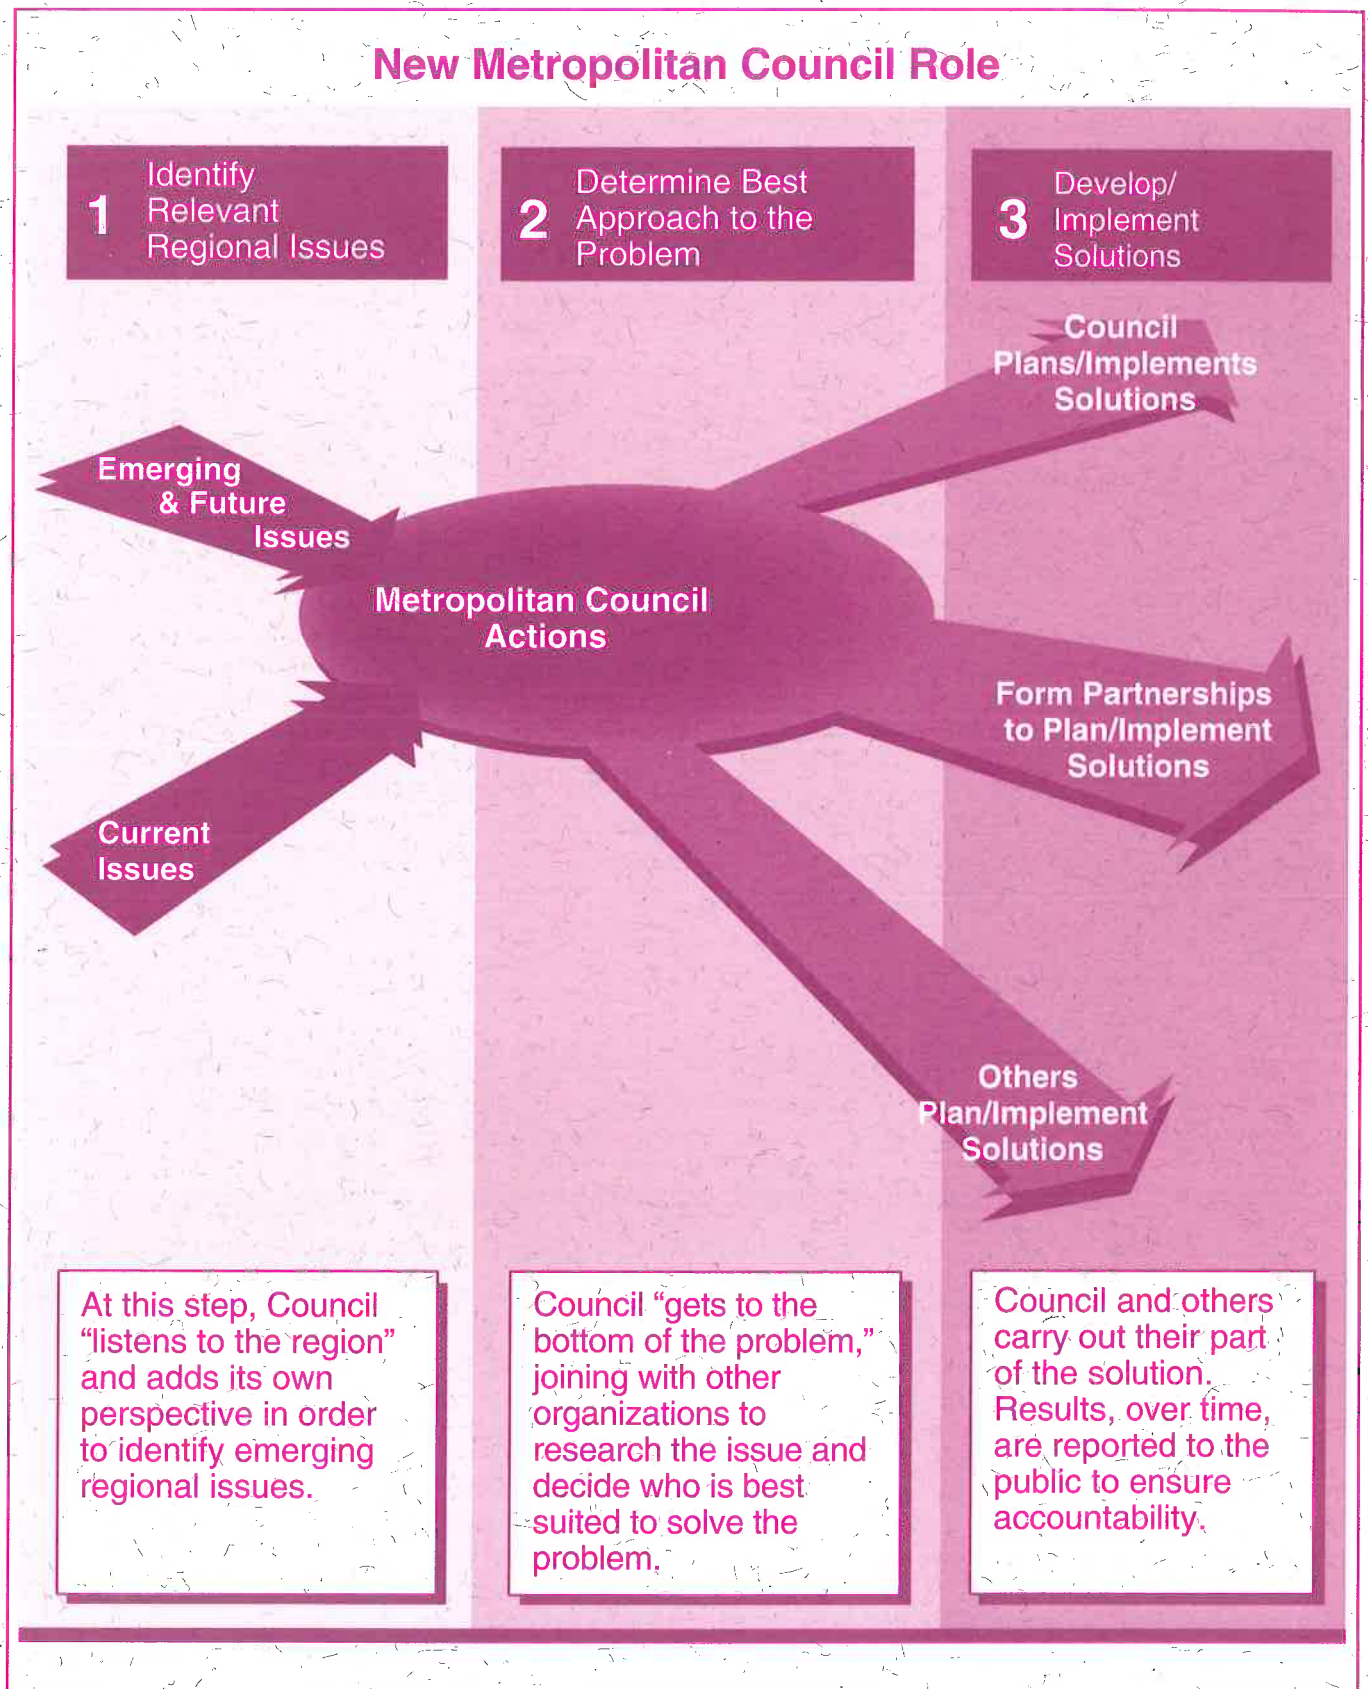 New Metropolitan Council Role
1
Identify
Relevant
Regional Issues
2
Determine Best
Approach to the
Problem
3
Develop/
Implement
Solutions
Council
Plans/Implements
Solutions
Emerging
& Future
Issues
Metropolitan Council
Actions
Form Partnerships
to Plan/Implement
Solutions
Current
Issues
Others
Plan/Implement
Solutions
At this step, Council
“listens to the region”
and adds its own
perspective in order
to identify emerging
regional issues.
Council “gets to the
bottom of the problem,”
joining with other
organizations to
research the issue and
decide who is best
suited to solve the
problem.
Council and others
carry out their part
of the solution.
Results, over time,
are reported to the
public to ensure
accountability.